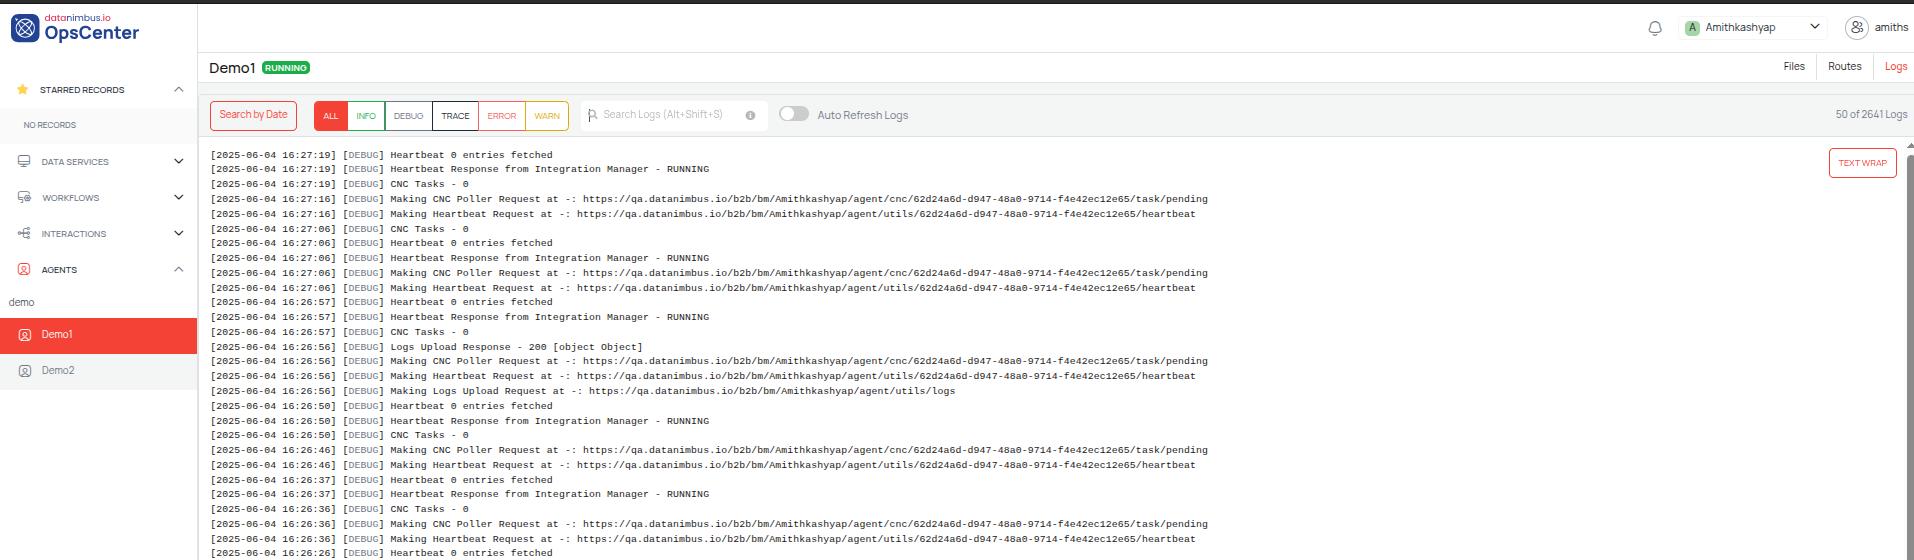 datanimbus.io
OpsCenter
A Amithkashyap
amiths
STARRED RECORDS
NO RECORDS
DATA SERVICES
WORKFLOWS
INTERACTIONS
AGENTS
demo
Demo1
Demo2
Demo1 RUNNING
Files Routes Logs
Search by Date ALL INFO DEBUG TRACE ERROR WARN Search Logs (Alt+Shift+S) Auto Refresh Logs 50 of 2641 Logs
TEXT WRAP
[2025-06-04 16:27:19] [DEBUG] Heartbeat 0 entries fetched
[2025-06-04 16:27:19] [DEBUG] Heartbeat Response from Integration Manager - RUNNING
[2025-06-04 16:27:19] [DEBUG] CNC Tasks - 0
[2025-06-04 16:27:16] [DEBUG] Making CNC Poller Request at -: https://qa.datanimbus.io/b2b/bm/Amithkashyap/agent/cnc/62d24a6d-d947-48a0-9714-f4e42ec12e65/task/pending
[2025-06-04 16:27:16] [DEBUG] Making Heartbeat Request at -: https://qa.datanimbus.io/b2b/bm/Amithkashyap/agent/utils/62d24a6d-d947-48a0-9714-f4e42ec12e65/heartbeat
[2025-06-04 16:27:06] [DEBUG] CNC Tasks - 0
[2025-06-04 16:27:06] [DEBUG] Heartbeat 0 entries fetched
[2025-06-04 16:27:06] [DEBUG] Heartbeat Response from Integration Manager - RUNNING
[2025-06-04 16:27:06] [DEBUG] Making CNC Poller Request at -: https://qa.datanimbus.io/b2b/bm/Amithkashyap/agent/cnc/62d24a6d-d947-48a0-9714-f4e42ec12e65/task/pending
[2025-06-04 16:27:06] [DEBUG] Making Heartbeat Request at -: https://qa.datanimbus.io/b2b/bm/Amithkashyap/agent/utils/62d24a6d-d947-48a0-9714-f4e42ec12e65/heartbeat
[2025-06-04 16:26:57] [DEBUG] Heartbeat 0 entries fetched
[2025-06-04 16:26:57] [DEBUG] Heartbeat Response from Integration Manager - RUNNING
[2025-06-04 16:26:57] [DEBUG] CNC Tasks - 0
[2025-06-04 16:26:56] [DEBUG] Logs Upload Response - 200 [object Object]
[2025-06-04 16:26:56] [DEBUG] Making CNC Poller Request at -: https://qa.datanimbus.io/b2b/bm/Amithkashyap/agent/cnc/62d24a6d-d947-48a0-9714-f4e42ec12e65/task/pending
[2025-06-04 16:26:56] [DEBUG] Making Heartbeat Request at -: https://qa.datanimbus.io/b2b/bm/Amithkashyap/agent/utils/62d24a6d-d947-48a0-9714-f4e42ec12e65/heartbeat
[2025-06-04 16:26:56] [DEBUG] Making Logs Upload Request at -: https://qa.datanimbus.io/b2b/bm/Amithkashyap/agent/utils/logs
[2025-06-04 16:26:50] [DEBUG] Heartbeat 0 entries fetched
[2025-06-04 16:26:50] [DEBUG] Heartbeat Response from Integration Manager - RUNNING
[2025-06-04 16:26:50] [DEBUG] CNC Tasks - 0
[2025-06-04 16:26:46] [DEBUG] Making CNC Poller Request at -: https://qa.datanimbus.io/b2b/bm/Amithkashyap/agent/cnc/62d24a6d-d947-48a0-9714-f4e42ec12e65/task/pending
[2025-06-04 16:26:46] [DEBUG] Making Heartbeat Request at -: https://qa.datanimbus.io/b2b/bm/Amithkashyap/agent/utils/62d24a6d-d947-48a0-9714-f4e42ec12e65/heartbeat
[2025-06-04 16:26:37] [DEBUG] Heartbeat 0 entries fetched
[2025-06-04 16:26:37] [DEBUG] Heartbeat Response from Integration Manager - RUNNING
[2025-06-04 16:26:36] [DEBUG] CNC Tasks - 0
[2025-06-04 16:26:36] [DEBUG] Making CNC Poller Request at -: https://qa.datanimbus.io/b2b/bm/Amithkashyap/agent/cnc/62d24a6d-d947-48a0-9714-f4e42ec12e65/task/pending
[2025-06-04 16:26:36] [DEBUG] Making Heartbeat Request at -: https://qa.datanimbus.io/b2b/bm/Amithkashyap/agent/utils/62d24a6d-d947-48a0-9714-f4e42ec12e65/heartbeat
[2025-06-04 16:26:26] [DEBUG] Heartbeat 0 entries fetched